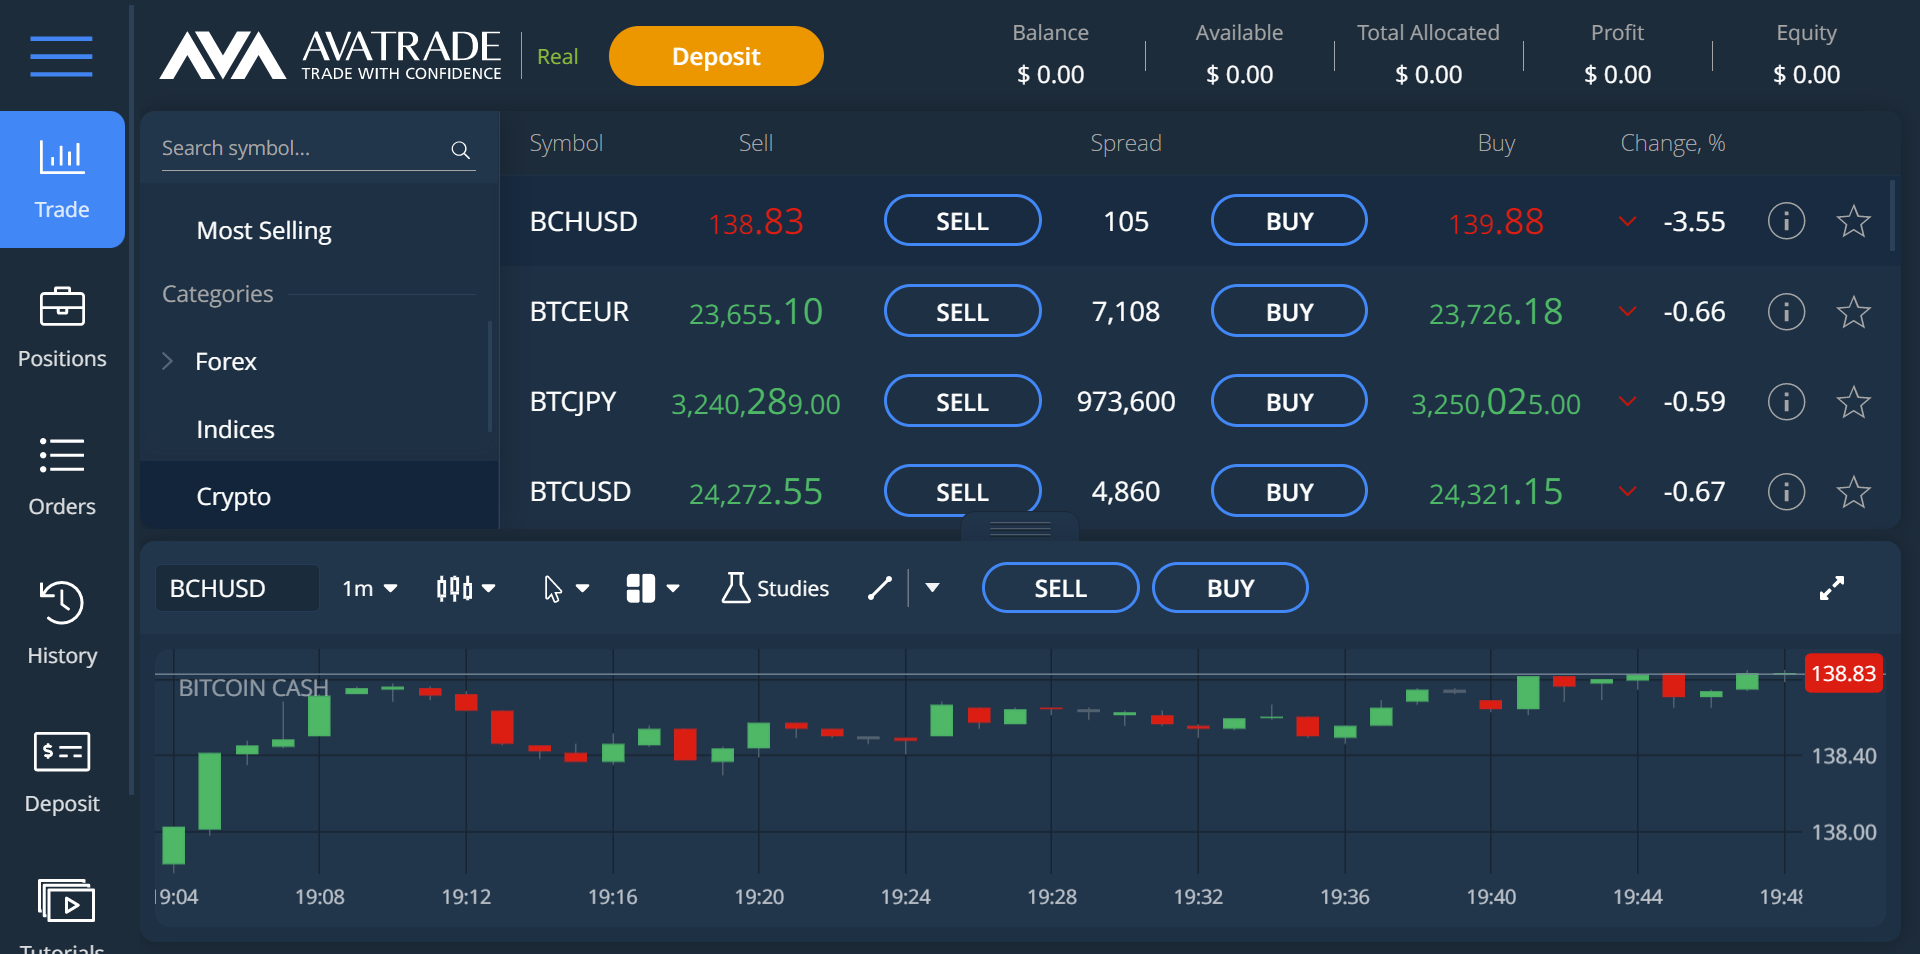 AVA AVATRADE
TRADE WITH CONFIDENCE
Real
Deposit
Balance
$ 0.00
Available
$ 0.00
Total Allocated
$ 0.00
Profit
$ 0.00
Equity
$ 0.00
Trade
Positions
Orders
History
$
Deposit
Tutorials
Search symbol...
Most Selling
Categories
Forex
Indices
Crypto
Symbol Sell Spread Buy Change, %
BCHUSD 138.83 SELL 105 BUY 139.88 -3.55 i
BTCEUR 23,655.10 SELL 7,108 BUY 23,726.18 -0.66 i
BTCJPY 3,240,289.00 SELL 973,600 BUY 3,250,025.00 -0.59 i
BTCUSD 24,272.55 SELL 4,860 BUY 24,321.15 -0.67 i
BCHUSD 1m Studies SELL BUY
BITCOIN CASH
138.83
138.40
138.00
19:04 19:08 19:12 19:16 19:20 19:24 19:28 19:32 19:36 19:40 19:44 19:48